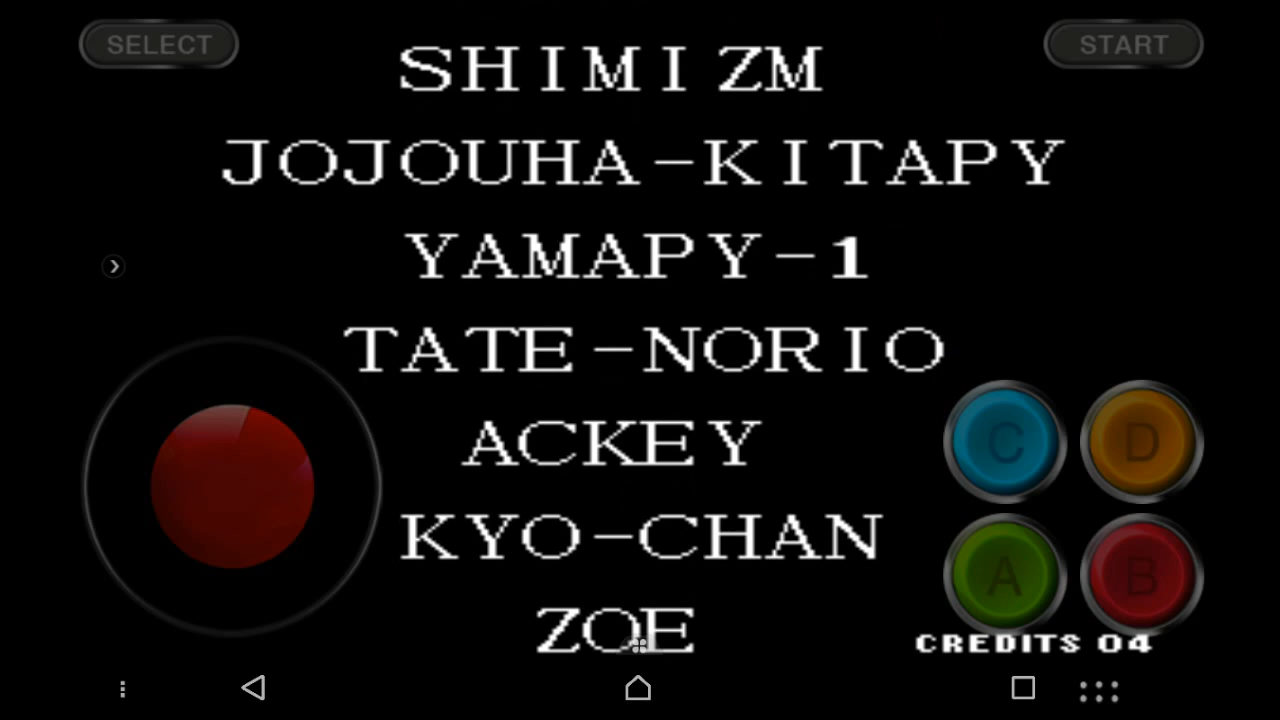 SELECT
START
SHIMIZM
JOJOUHA-KITAPY
YAMAPY-1
TATE-NORIO
ACKEY
KYO-CHAN
ZOE
C
D
A
B
CREDITS 04